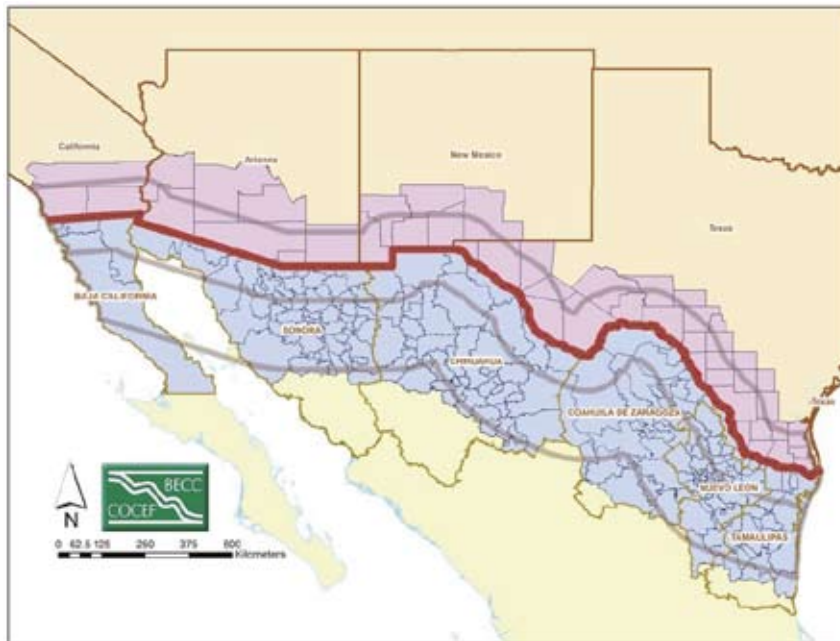 California
Arizona
New Mexico
Texas
BAJA CALIFORNIA
SONORA
CHIHUAHUA
COAHUILA DE ZARAGOZA
Texas
NUEVO LEON
TAMAULIPAS
N
BECC
COCEF
0 62.5 125 250 375 500
Kilometers